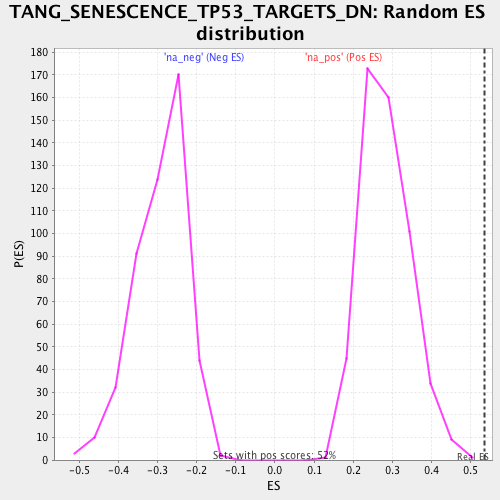 TANG_SENESCENCE_TP53_TARGETS_DN: Random ES
distribution
'na_neg' (Neg ES)
'na_pos' (Pos ES)
180
170
160
150
140
130
120
110
100
90
80
70
60
50
40
30
20
10
0
P(ES)
Sets with pos scores: 52%
Real ES
-0.5 -0.4 -0.3 -0.2 -0.1 0.0 0.1 0.2 0.3 0.4 0.5
ES